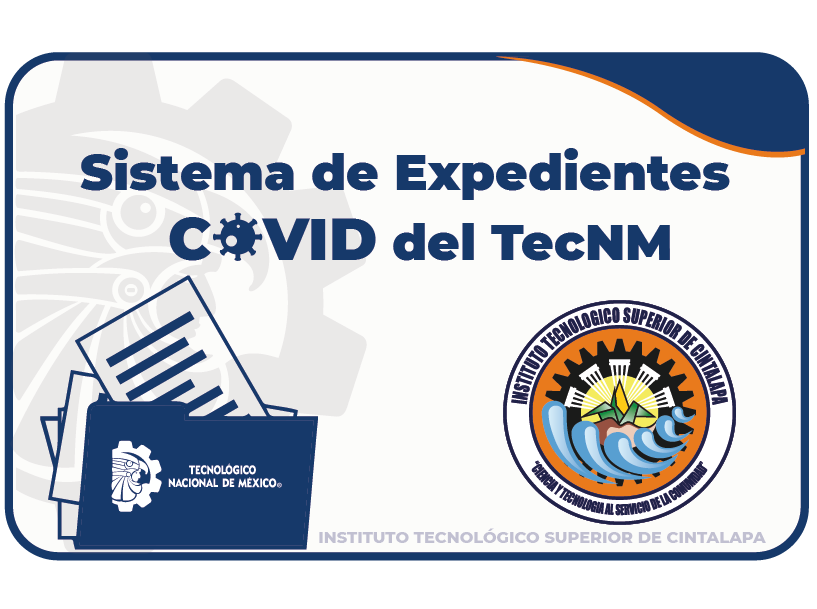 Sistema de Expedientes
COVID del TecNM
INSTITUTO TECNOLOGICO SUPERIOR DE CINTALAPA
"CIENCIA Y TECNOLOGIA AL SERVICIO DE LA COMUNIDAD"
TECNOLÓGICO
NACIONAL DE MÉXICO®
INSTITUTO TECNOLÓGICO SUPERIOR DE CINTALAPA